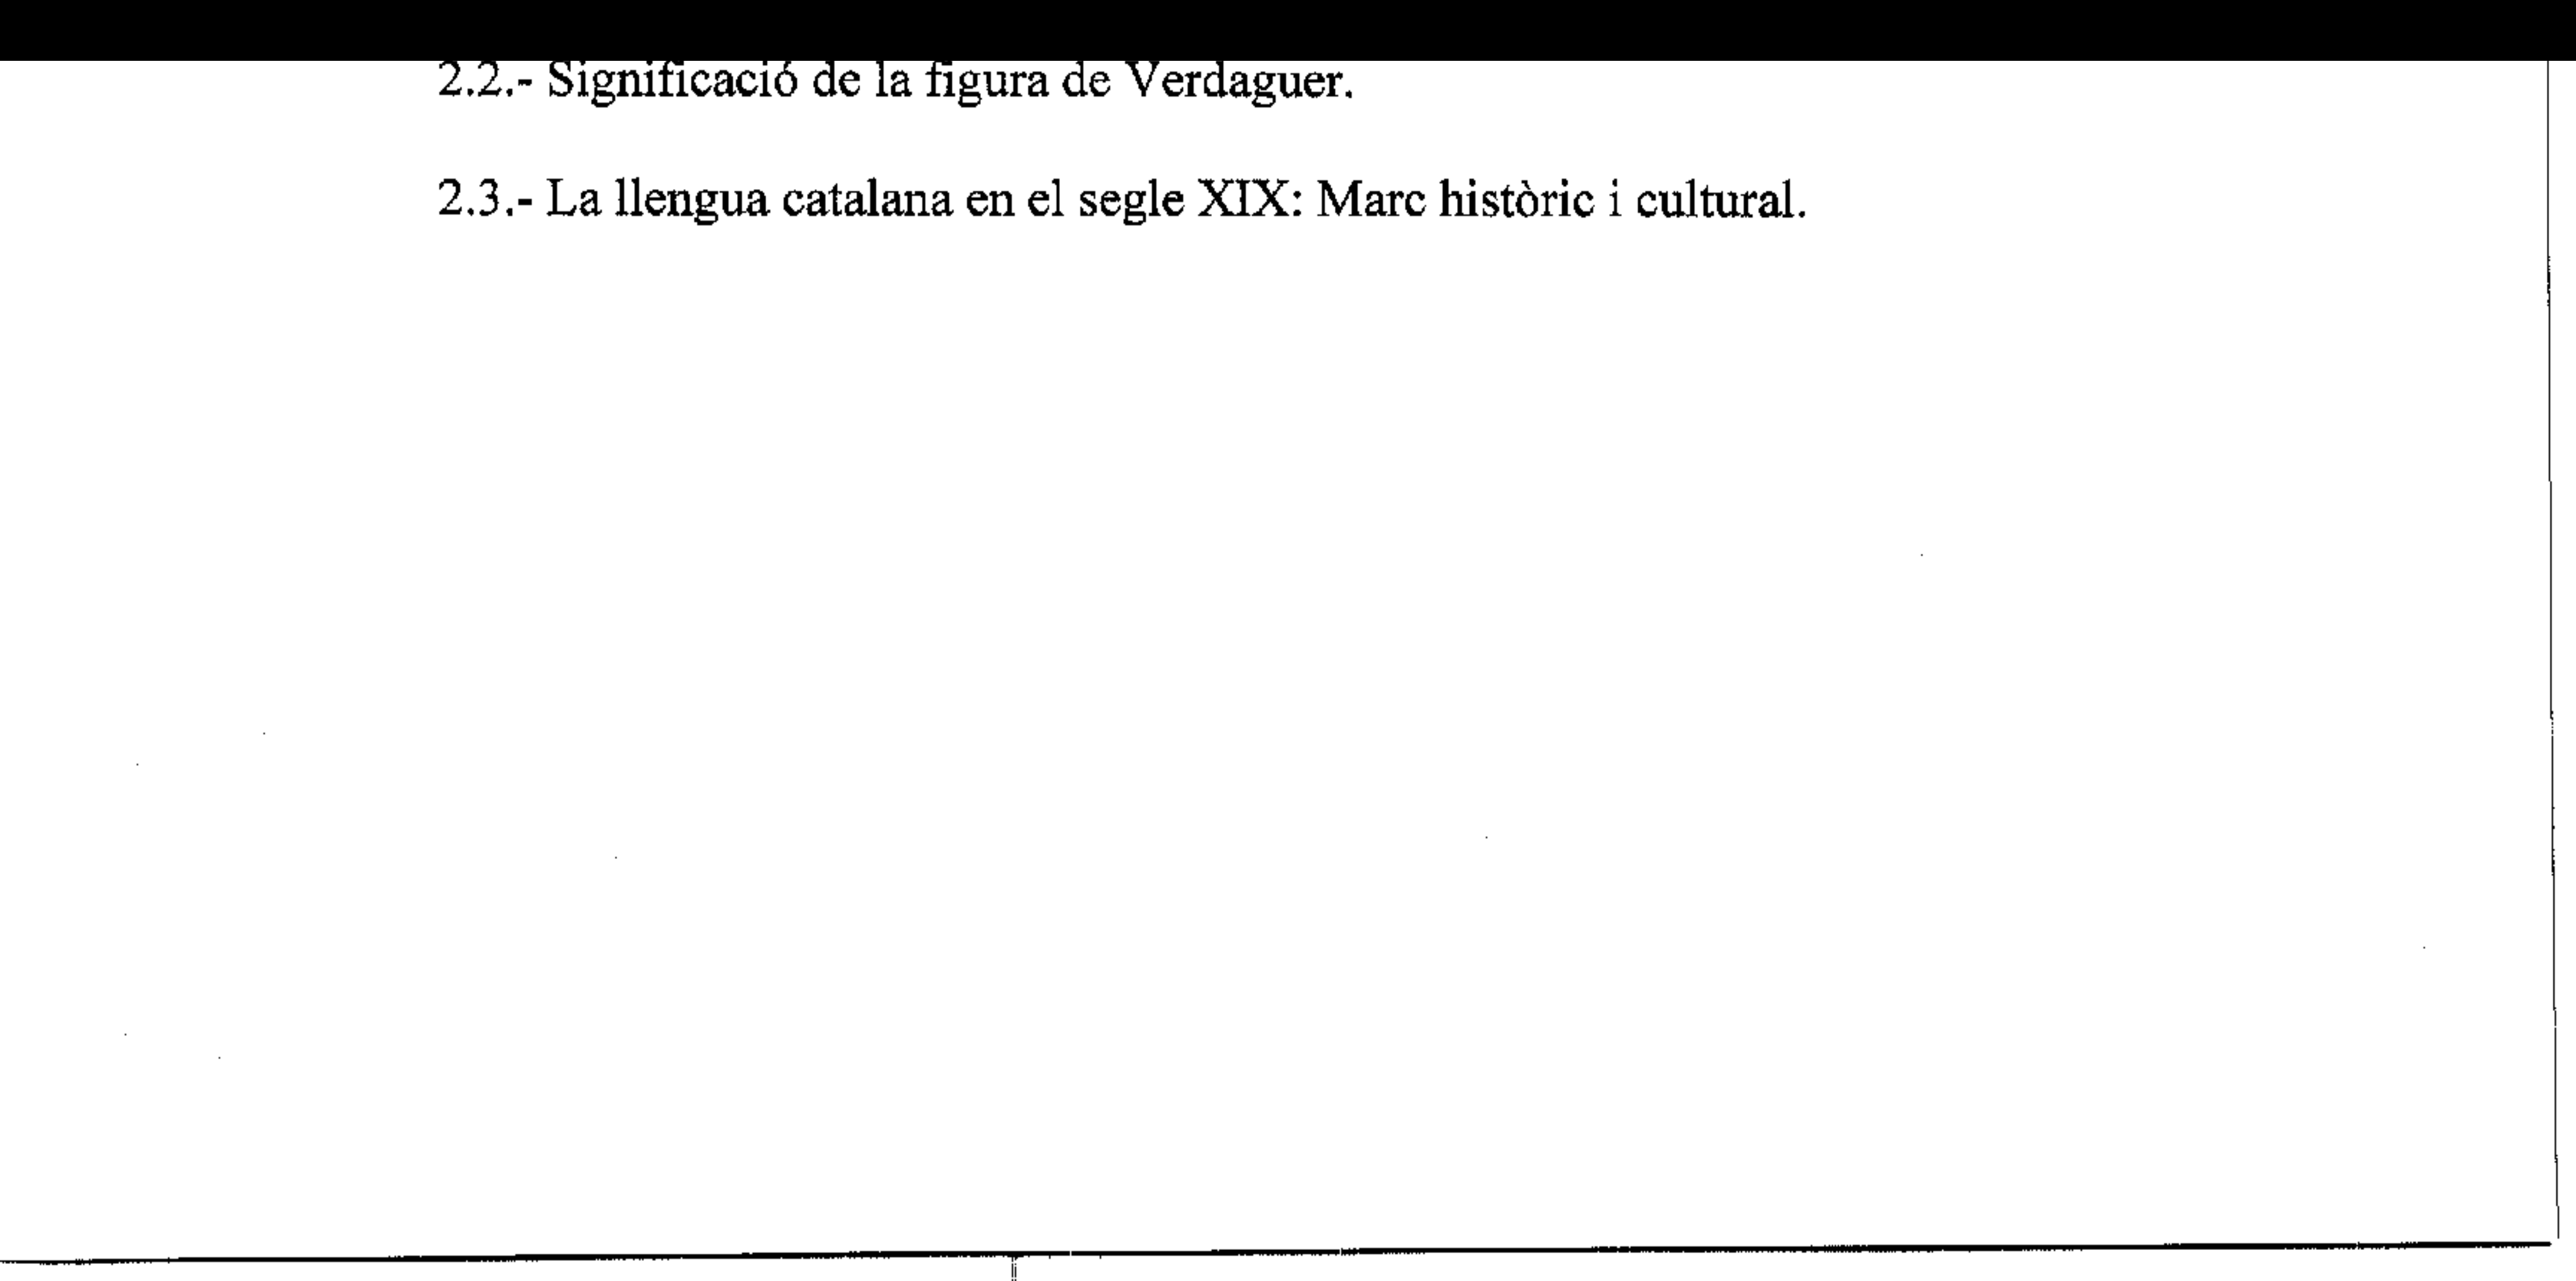 2.2.- Significació de la figura de Verdaguer.
2.3.- La llengua catalana en el segle XIX: Marc històric i cultural.